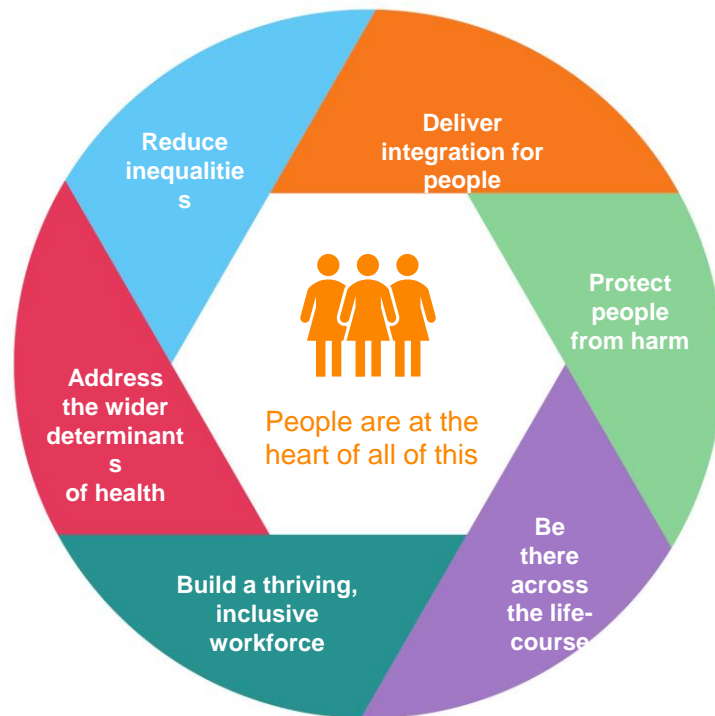 Reduce
inequalitie
s
Deliver
integration for
people
Protect
people
from harm
Be
there
across
the life-
course
Build a thriving,
inclusive
workforce
Address
the wider
determinant
s
of health
People are at the
heart of all of this